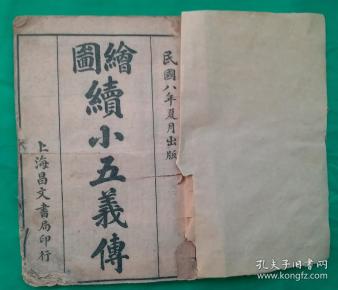 民國八年夏月出版
繪圖
續小五義傳
上海昌文書局印行
孔夫子旧书网
www.kongfz.com